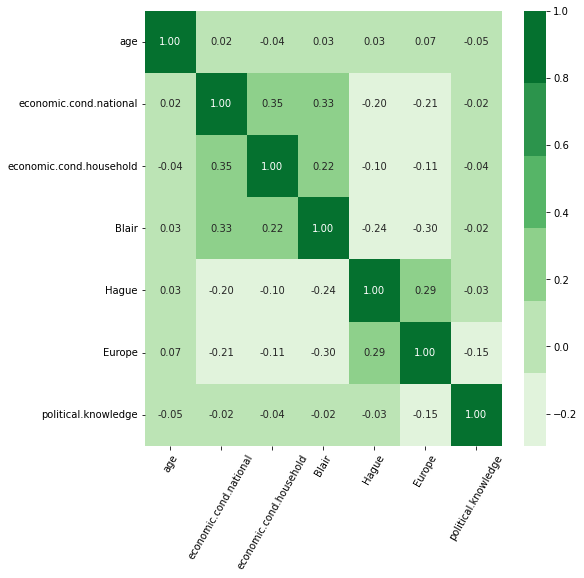 age 1.00 0.02 -0.04 0.03 0.03 0.07 -0.05
economic.cond.national 0.02 1.00 0.35 0.33 -0.20 -0.21 -0.02
economic.cond.household -0.04 0.35 1.00 0.22 -0.10 -0.11 -0.04
Blair 0.03 0.33 0.22 1.00 -0.24 -0.30 -0.02
Hague 0.03 -0.20 -0.10 -0.24 1.00 0.29 -0.03
Europe 0.07 -0.21 -0.11 -0.30 0.29 1.00 -0.15
political.knowledge -0.05 -0.02 -0.04 -0.02 -0.03 -0.15 1.00
age
economic.cond.national
economic.cond.household
Blair
Hague
Europe
political.knowledge
1.0
0.8
0.6
0.4
0.2
0.0
−0.2